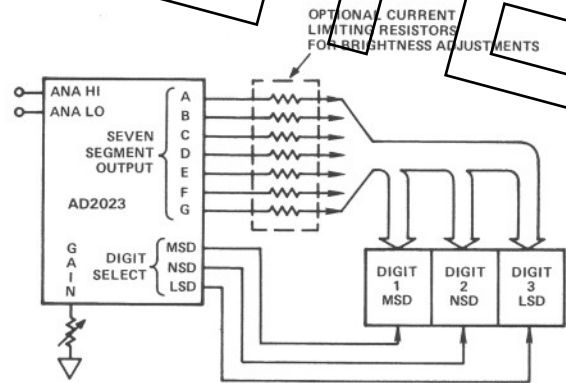 OPTIONAL CURRENT
LIMITING RESISTORS
FOR BRIGHTNESS ADJUSTMENTS
ANA HI
ANA LO
SEVEN
SEGMENT
OUTPUT
A
B
C
D
E
F
G
AD2023
GAIN
DIGIT
SELECT
MSD
NSD
LSD
DIGIT
1
MSD
DIGIT
2
NSD
DIGIT
3
LSD